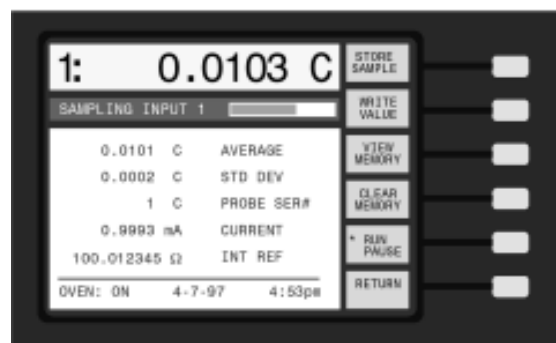 1: 0.0103 C
SAMPLING INPUT 1
0.0101 C AVERAGE
0.0002 C STD DEV
1 C PROBE SER#
0.9993 mA CURRENT
100.012345 Ω INT REF
OVEN: ON 4-7-97 4:53pm
STORE
SAMPLE
WRITE
VALUE
VIEW
MEMORY
CLEAR
MEMORY
* RUN
PAUSE
RETURN